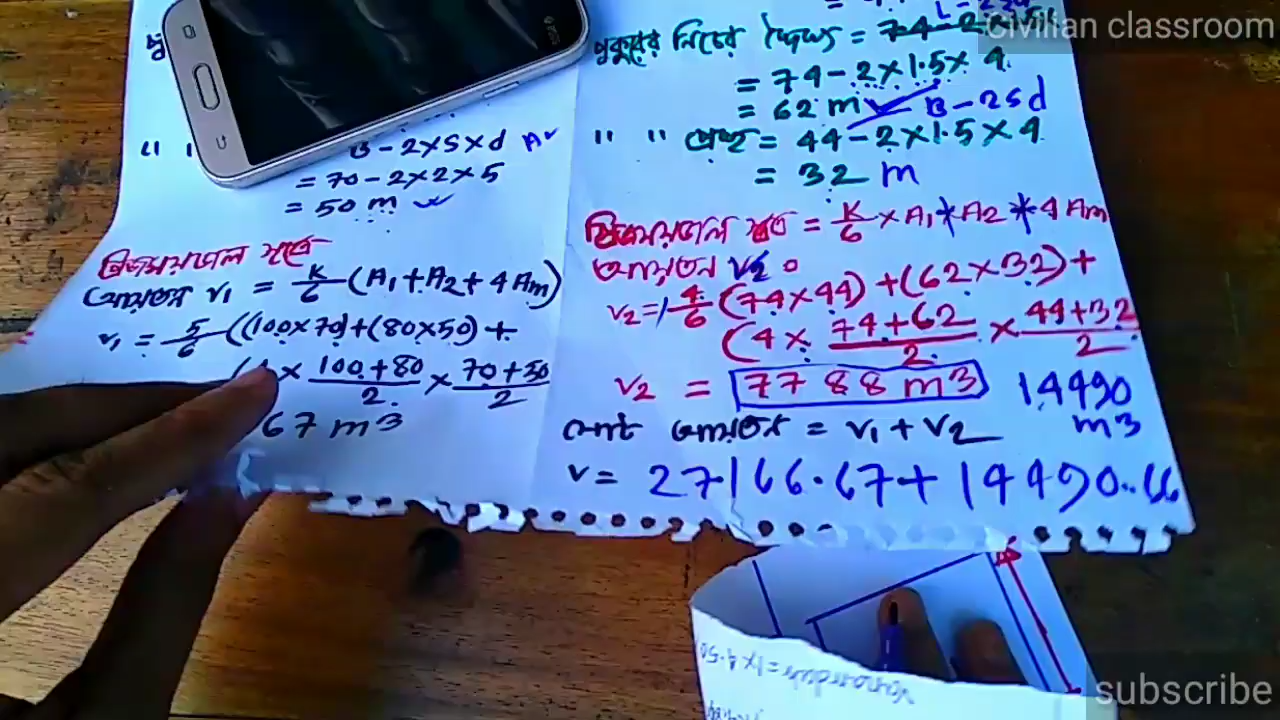 Civilian classroom
" B - 2×S×d A
= 70 - 2×2×5
= 50 m
প্রিজময়ডাল সূত্রে
আয়তন V₁ = K/6 (A₁+A₂+4Am)
V₁ = 5/6 ((100×70)+(80×50)+
× 100+80/2 × 70+50/2
67 m3
পুকুরের নিচের দৈর্ঘ্য = 74-2×1.5×
= 74-2×1.5×4
= 62 m B-2Sd
" " প্রস্থ = 44-2×1.5×4
= 32 m
প্রিজময়ডাল সূত্র = K/6 ×A₁*A₂*4Am
আয়তন V2
V2 = 4/6 (74×44)+(62×32)+
(4× 74+62/2 × 44+32/2
V2 = 7788 m3 14490 m3
মোট আয়তন = V₁+V2
V = 27166.67+14490.66
Varandah = 1×4.50
subscribe